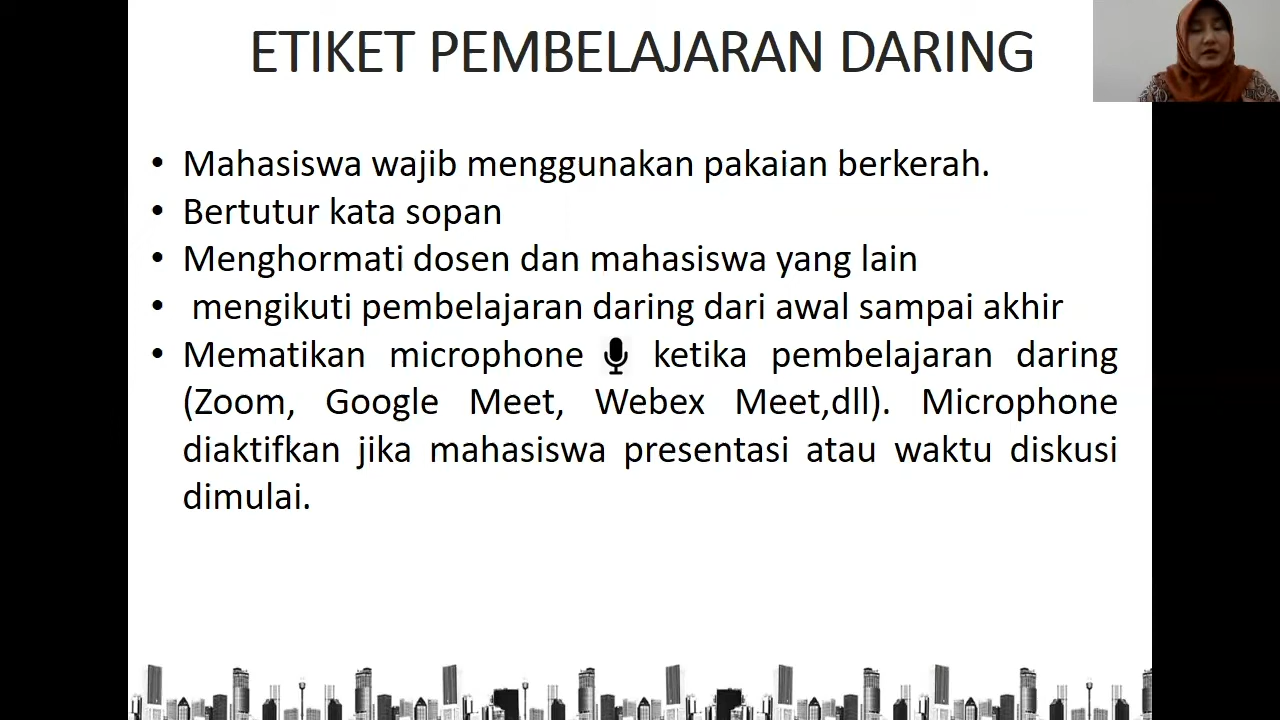 ETIKET PEMBELAJARAN DARING
• Mahasiswa wajib menggunakan pakaian berkerah.
• Bertutur kata sopan
• Menghormati dosen dan mahasiswa yang lain
• mengikuti pembelajaran daring dari awal sampai akhir
• Mematikan microphone ketika pembelajaran daring
(Zoom, Google Meet, Webex Meet,dll). Microphone
diaktifkan jika mahasiswa presentasi atau waktu diskusi
dimulai.